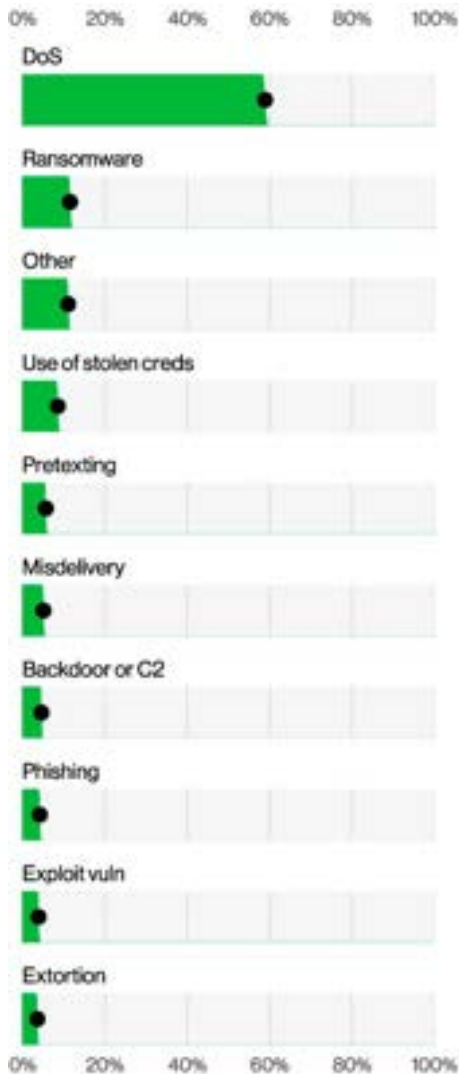 0% 20% 40% 60% 80% 100%
DoS
Ransomware
Other
Use of stolen creds
Pretexting
Misdelivery
Backdoor or C2
Phishing
Exploit vuln
Extortion
0% 20% 40% 60% 80% 100%